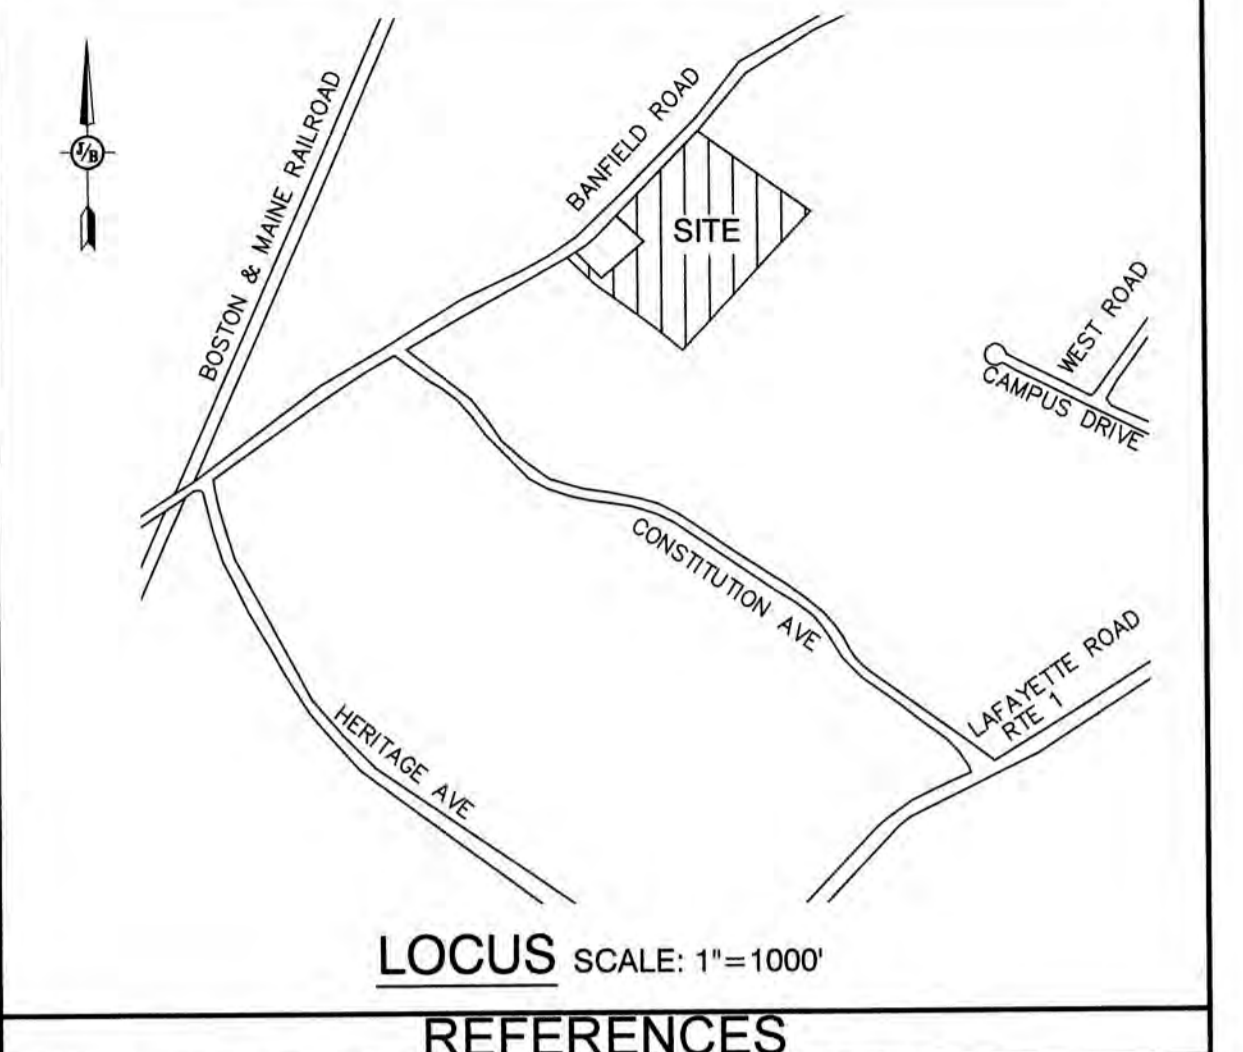 J/B
BOSTON & MAINE RAILROAD
BANFIELD ROAD
SITE
WEST ROAD
CAMPUS DRIVE
CONSTITUTION AVE
LAFAYETTE ROAD
RTE 1
HERITAGE AVE
LOCUS SCALE: 1"=1000'
REFERENCES